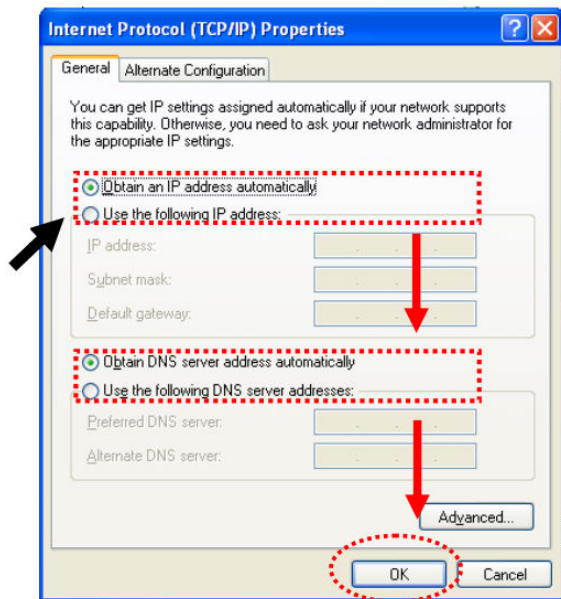 Internet Protocol (TCP/IP) Properties
General
Alternate Configuration
You can get IP settings assigned automatically if your network supports
this capability. Otherwise, you need to ask your network administrator for
the appropriate IP settings.
Obtain an IP address automatically
Use the following IP address:
IP address:
Subnet mask:
Default gateway:
Obtain DNS server address automatically
Use the following DNS server addresses:
Preferred DNS server:
Alternate DNS server:
Advanced...
OK
Cancel